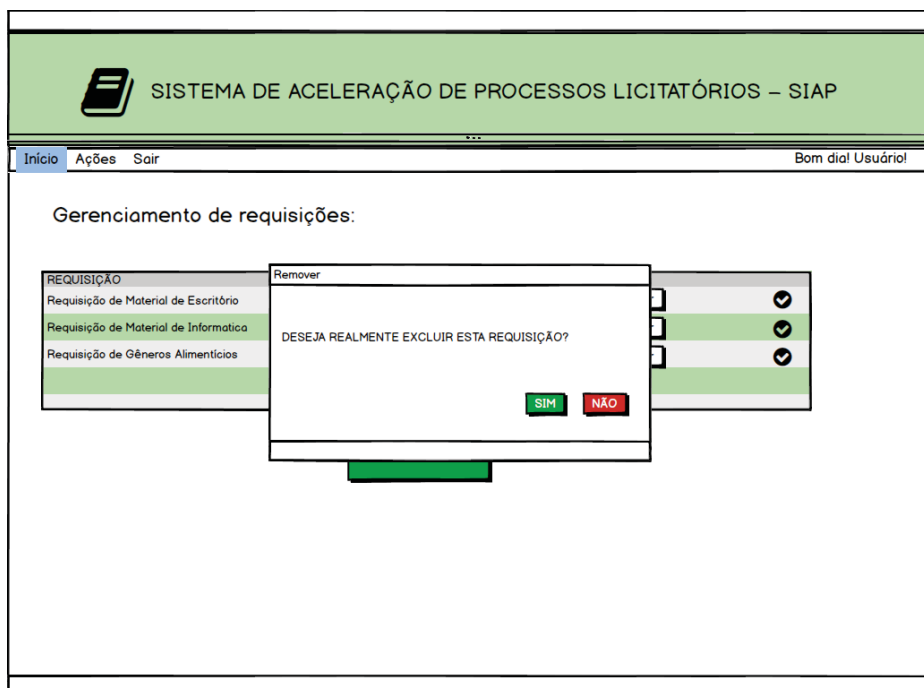 SISTEMA DE ACELERAÇÃO DE PROCESSOS LICITATÓRIOS – SIAP
Início Ações Sair Bom dia! Usuário!
Gerenciamento de requisições:
REQUISIÇÃO
Requisição de Material de Escritório
Requisição de Material de Informatica
Requisição de Gêneros Alimentícios
Remover
DESEJA REALMENTE EXCLUIR ESTA REQUISIÇÃO?
SIM NÃO